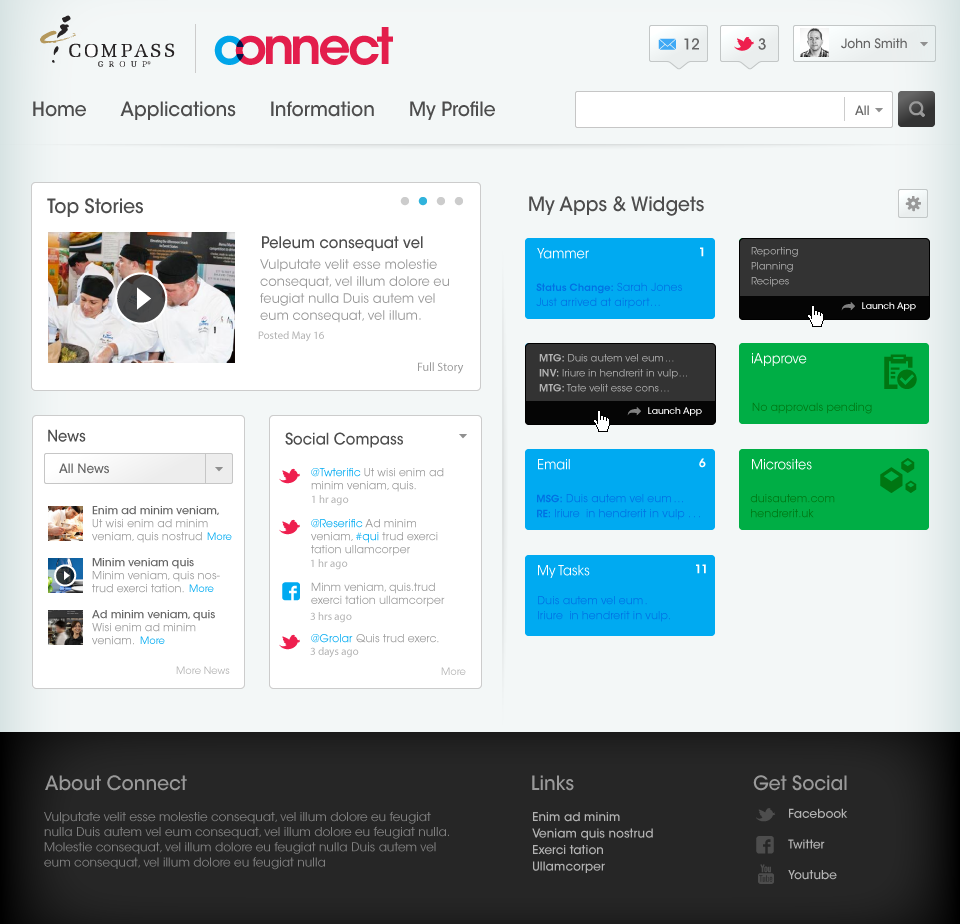 COMPASS
GROUP
connect
12
3
John Smith
Home
Applications
Information
My Profile
All
Top Stories
Peleum consequat vel
Vulputate velit esse molestie
consequat, vel illum dolore eu
feugiat nulla Duis autem vel
eum consequat, vel illum.
Posted May 16
Full Story
News
All News
Enim ad minim veniam,
Ut wisi enim ad minim
veniam, quis nostrud More
Minim veniam quis
Minim veniam, quis nos-
trud exerci tation. More
Ad minim veniam, quis
Wisi enim ad minim
veniam. More
More News
Social Compass
@Twterific Ut wisi enim ad
minim veniam, quis.
1 hr ago
@Reserific Ad minim
veniam, #qui trud exerci
tation ullamcorper
1 hr ago
Minm veniam, quis.trud
exerci tation ullamcorper
3 hrs ago
@Grolar Quis trud exerc.
3 days ago
More
My Apps & Widgets
Yammer
1
Status Change: Sarah Jones
Just arrived at airport...
Reporting
Planning
Recipes
Launch App
MTG: Duis autem vel eum...
INV: Iriure in hendrerit in vulp...
MTG: Tate velit esse cons...
Launch App
iApprove
No approvals pending
Email
6
MSG: Duis autem vel eum...
RE: Iriure in hendrerit in vulp...
Microsites
duisautem.com
hendrerit.uk
My Tasks
11
Duis autem vel eum.
Iriure in hendrerit in vulp.
About Connect
Vulputate velit esse molestie consequat, vel illum dolore eu feugiat
nulla Duis autem vel eum consequat, vel illum dolore eu feugiat nulla.
Molestie consequat, vel illum dolore eu feugiat nulla Duis autem vel
eum consequat, vel illum dolore eu feugiat nulla
Links
Enim ad minim
Veniam quis nostrud
Exerci tation
Ullamcorper
Get Social
Facebook
Twitter
You
Tube
Youtube